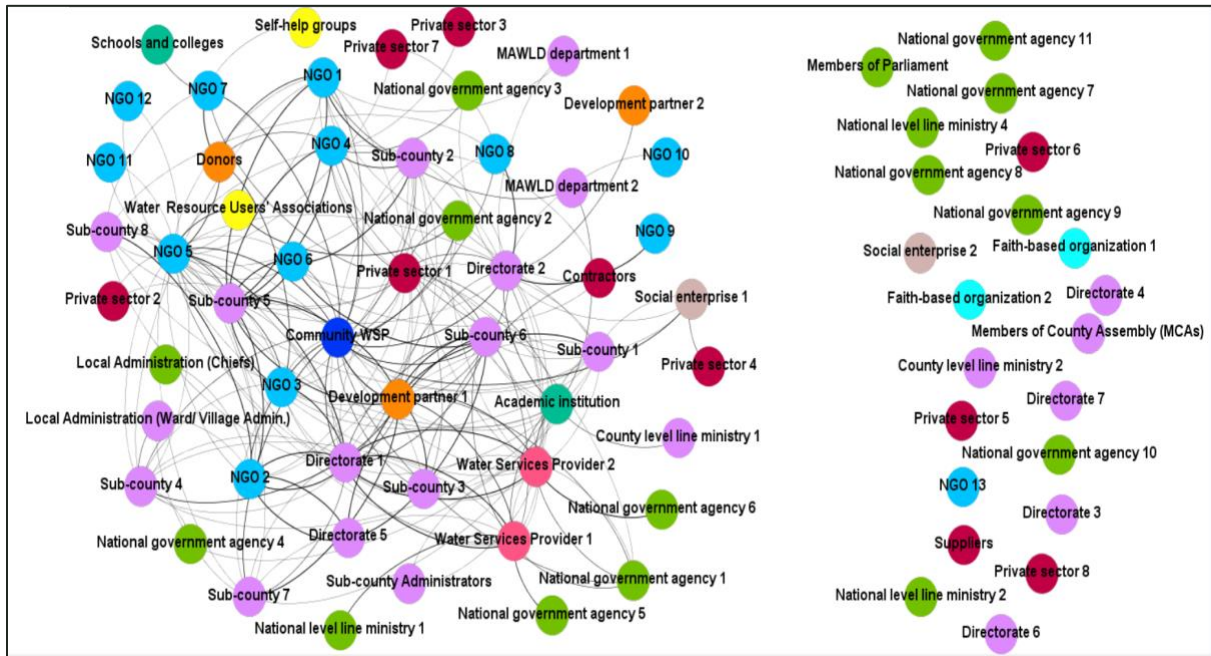 Self-help groups
Private sector 3
Schools and colleges
Private sector 7
MAWLD department 1
NGO 1
NGO 7
NGO 12
National government agency 3
Development partner 2
NGO 4
NGO 11
Donors
Sub-county 2
NGO 8
NGO 10
MAWLD department 2
Water Resource Users' Associations
National government agency 2
Sub-county 8
NGO 9
NGO 5
NGO 6
Private sector 1
Directorate 2
Contractors
Private sector 2
Sub-county 5
Social enterprise 1
Community WSP
Sub-county 6
Sub-county 1
Local Administration (Chiefs)
Private sector 4
NGO 3
Development partner 1
Academic institution
Local Administration (Ward/ Village Admin.)
County level line ministry 1
Directorate 1
Water Services Provider 2
NGO 2
Sub-county 4
Sub-county 3
National government agency 6
Directorate 5
Water Services Provider 1
National government agency 4
Sub-county Administrators
National government agency 1
Sub-county 7
National government agency 5
National level line ministry 1
National government agency 11
Members of Parliament
National government agency 7
National level line ministry 4
Private sector 6
National government agency 8
National government agency 9
Social enterprise 2
Faith-based organization 1
Faith-based organization 2
Directorate 4
Members of County Assembly (MCAs)
County level line ministry 2
Directorate 7
Private sector 5
National government agency 10
NGO 13
Directorate 3
Suppliers
Private sector 8
National level line ministry 2
Directorate 6